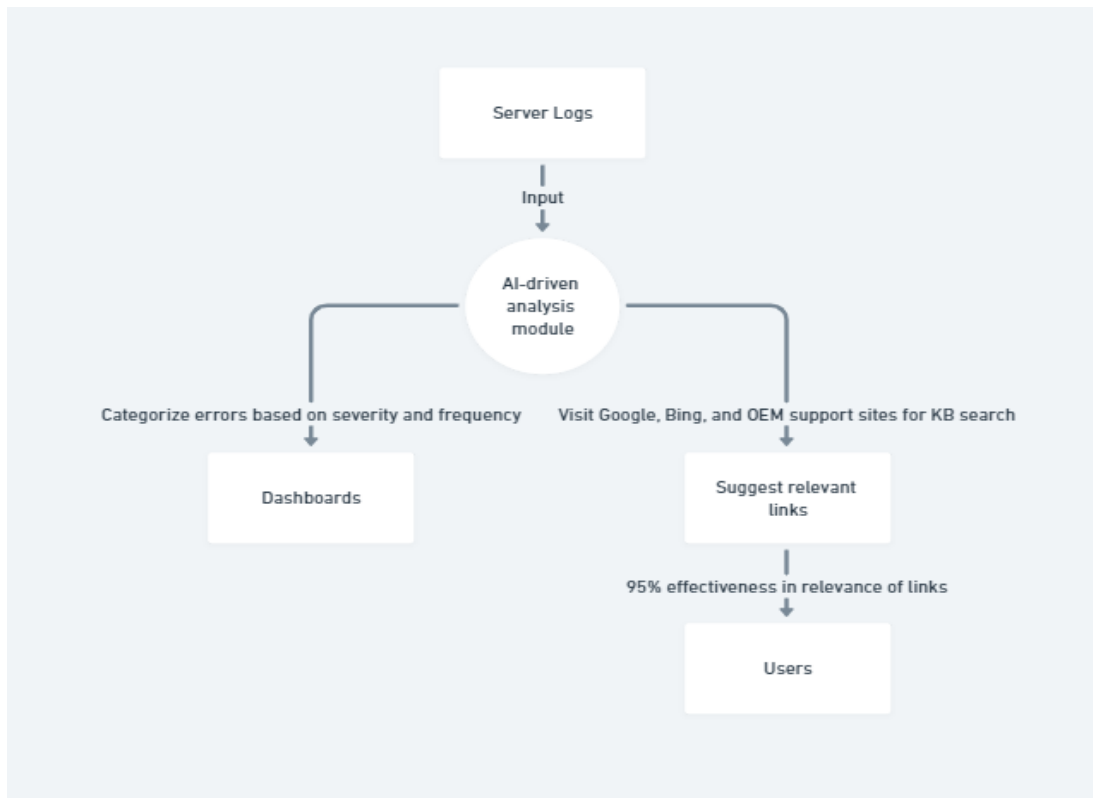 Server Logs
Input
AI-driven
analysis
module
Categorize errors based on severity and frequency
Visit Google, Bing, and OEM support sites for KB search
Dashboards
Suggest relevant
links
95% effectiveness in relevance of links
Users